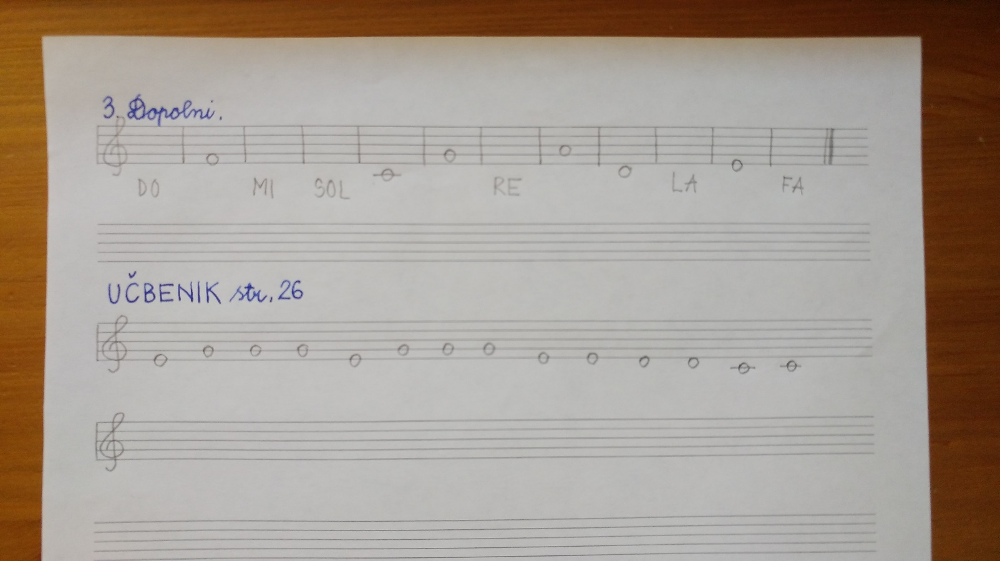 3. Dopolni.
DO MI SOL RE LA FA
UČBENIK str. 26